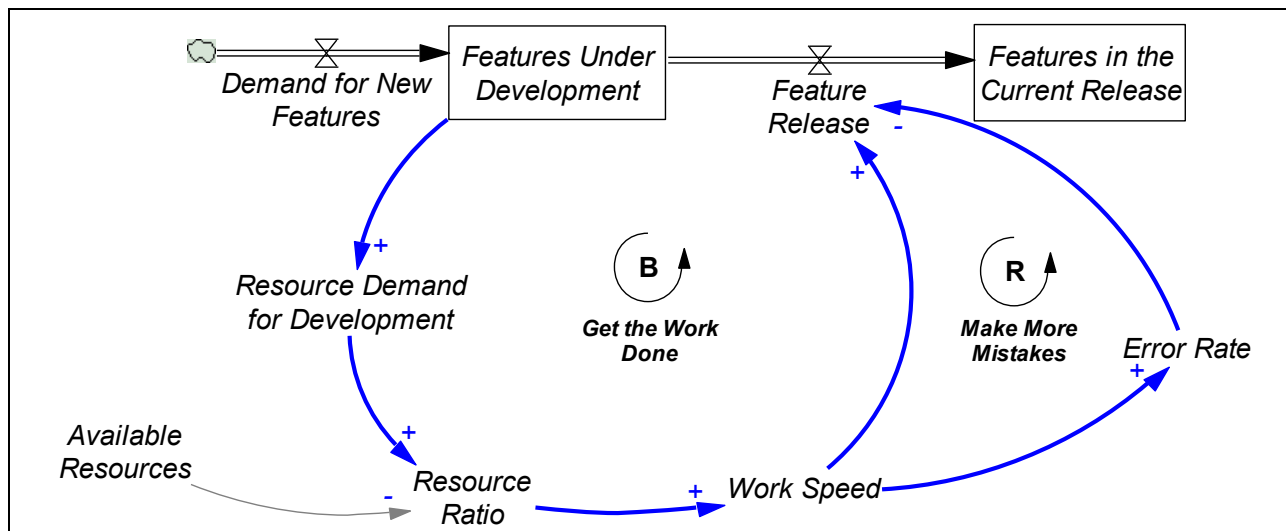 Demand for New
Features
Features Under
Development
Feature
Release
Features in the
Current Release
-
+
+
Resource Demand
for Development
B
Get the Work
Done
R
Make More
Mistakes
Error Rate
+
Available
Resources
+
-
Resource
Ratio
+
Work Speed